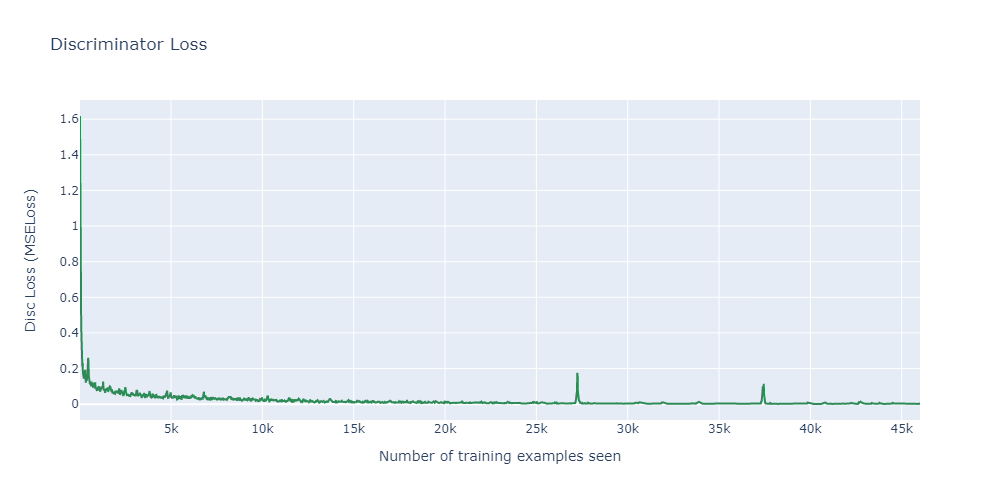 Discriminator Loss
Disc Loss (MSELoss)
1.6
1.4
1.2
1
0.8
0.6
0.4
0.2
0
5k 10k 15k 20k 25k 30k 35k 40k 45k
Number of training examples seen